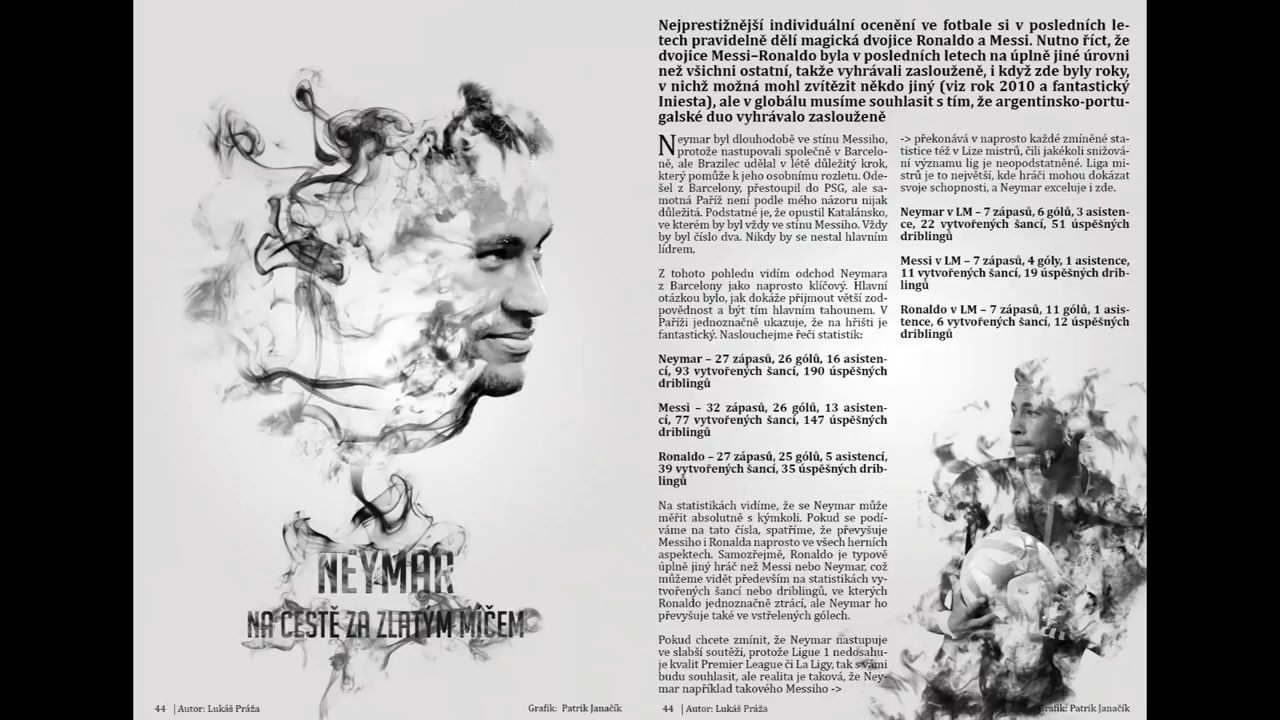 NEYMAR
NA CESTĚ ZA ZLATÝM MÍČEM
44 | Autor: Lukáš Práža
Grafik: Patrik Janačík
Nejprestižnější individuální ocenění ve fotbale si v posledních le-
tech pravidelně dělí magická dvojice Ronaldo a Messi. Nutno říct, že
dvojice Messi–Ronaldo byla v posledních letech na úplně jiné úrovni
než všichni ostatní, takže vyhrávali zaslouženě, i když zde byly roky,
v nichž možná mohl zvítězit někdo jiný (viz rok 2010 a fantastický
Iniesta), ale v globálu musíme souhlasit s tím, že argentinsko-portu-
galské duo vyhrávalo zaslouženě
Neymar byl dlouhodobě ve stínu Messiho,
protože nastupovali společně v Barcelo-
ně, ale Brazilec udělal v létě důležitý krok,
který pomůže k jeho osobnímu rozletu. Ode-
šel z Barcelony, přestoupil do PSG, ale sa-
motná Paříž není podle mého názoru nijak
důležitá. Podstatné je, že opustil Katalánsko,
ve kterém by byl vždy ve stínu Messiho. Vždy
by byl číslo dva. Nikdy by se nestal hlavním
lídrem.
Z tohoto pohledu vidím odchod Neymara
z Barcelony jako naprosto klíčový. Hlavní
otázkou bylo, jak dokáže přijmout větší zod-
povědnost a být tím hlavním tahounem. V
Paříži jednoznačně ukazuje, že na hřišti je
fantastický. Naslouchejme řeči statistik:
Neymar – 27 zápasů, 26 gólů, 16 asisten-
cí, 93 vytvořených šancí, 190 úspěšných
driblingů
Messi – 32 zápasů, 26 gólů, 13 asisten-
cí, 77 vytvořených šancí, 147 úspěšných
driblingů
Ronaldo – 27 zápasů, 25 gólů, 5 asistencí,
39 vytvořených šancí, 35 úspěšných drib-
lingů
Na statistikách vidíme, že se Neymar může
měřit absolutně s kýmkoli. Pokud se podí-
váme na tato čísla, spatříme, že převyšuje
Messiho i Ronalda naprosto ve všech herních
aspektech. Samozřejmě, Ronaldo je typově
úplně jiný hráč než Messi nebo Neymar, což
můžeme vidět především na statistikách vy-
tvořených šancí nebo driblingů, ve kterých
Ronaldo jednoznačně ztrácí, ale Neymar ho
převyšuje také ve vstřelených gólech.
Pokud chcete zmínit, že Neymar nastupuje
ve slabší soutěži, protože Ligue 1 nedosahu-
je kvalit Premier League či La Ligy, tak s vámi
budu souhlasit, ale realita je taková, že Ney-
mar například takového Messiho ->
-> překonává v naprosto každé zmíněné sta-
tistice též v Lize mistrů, čili jakékoli snižová-
ní významu lig je neopodstatněné. Liga mi-
strů je to největší, kde hráči mohou dokázat
svoje schopnosti, a Neymar exceluje i zde.
Neymar v LM – 7 zápasů, 6 gólů, 3 asisten-
ce, 22 vytvořených šancí, 51 úspěšných
driblingů
Messi v LM – 7 zápasů, 4 góly, 1 asistence,
11 vytvořených šancí, 19 úspěšných drib-
lingů
Ronaldo v LM – 7 zápasů, 11 gólů, 1 asis-
tence, 6 vytvořených šancí, 12 úspěšných
driblingů
44 | Autor: Lukáš Práža
Grafik: Patrik Janačík